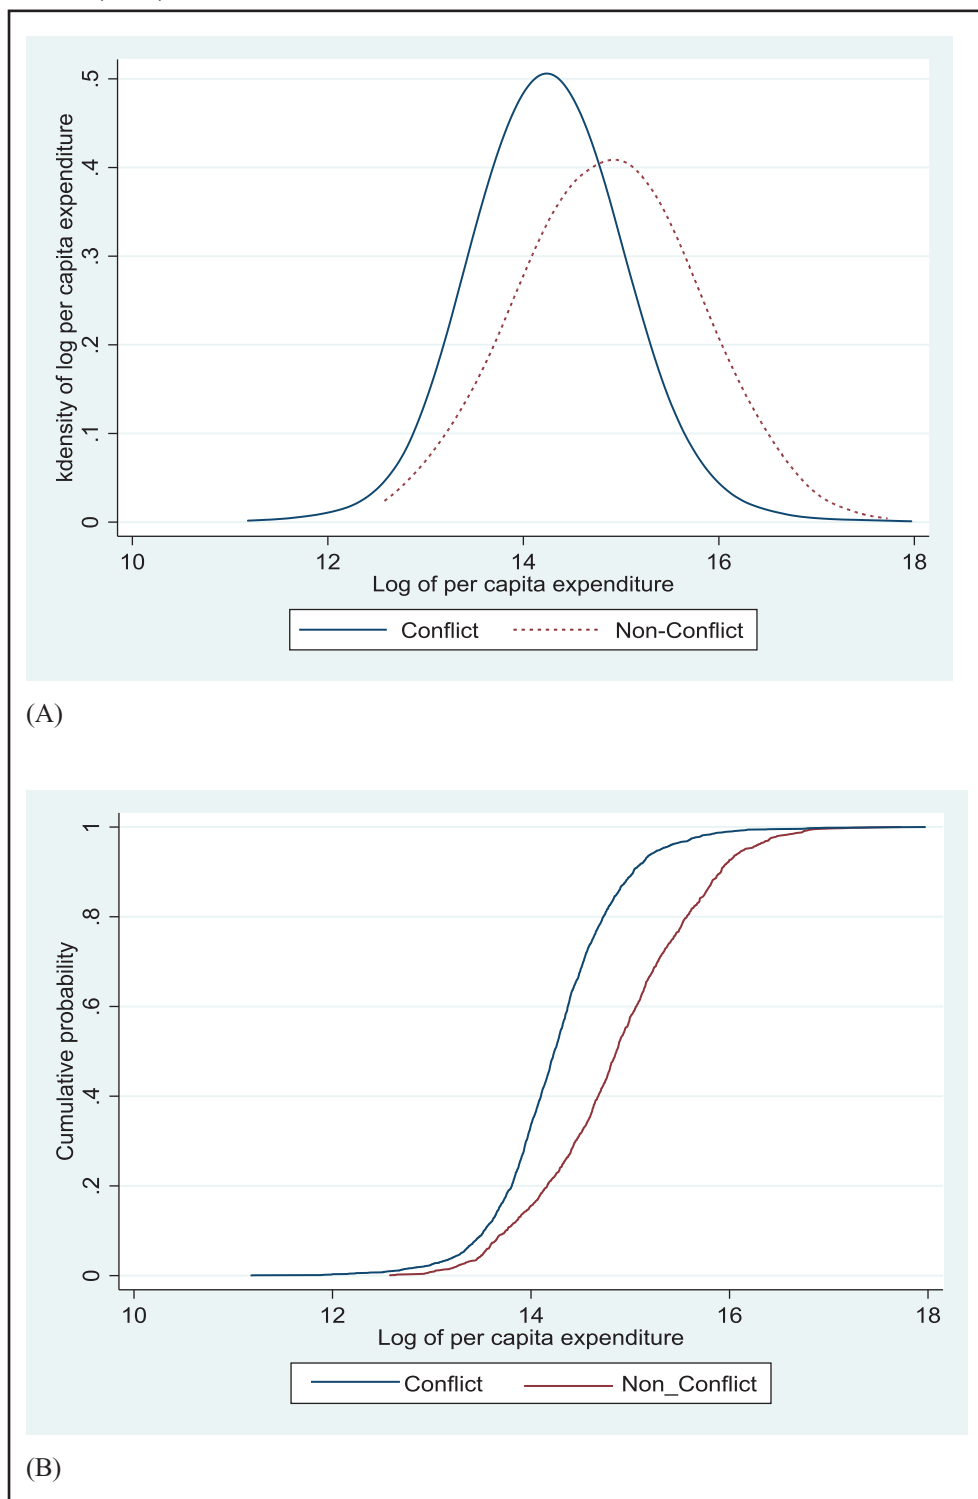 kdensity of log per capita expenditure
.5
.4
.3
.2
.1
0
10 12 14 16 18
Log of per capita expenditure
Conflict Non-Conflict
(A)
Cumulative probability
1
.8
.6
.4
.2
0
10 12 14 16 18
Log of per capita expenditure
Conflict Non_Conflict
(B)